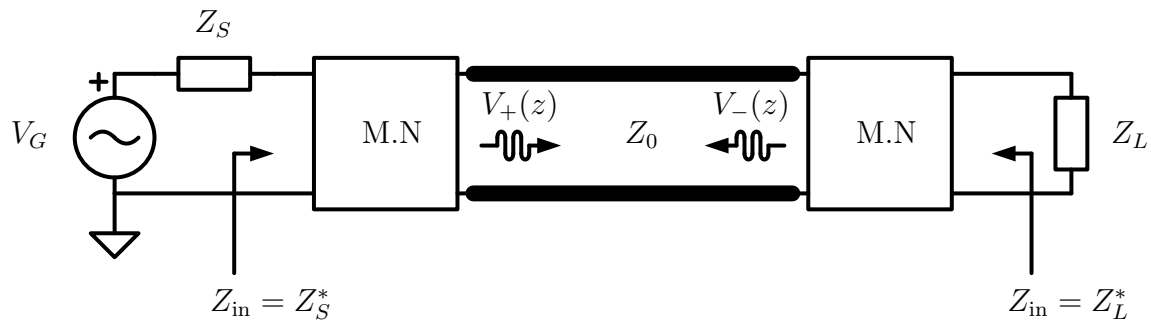 Z_S
+
V_G
M.N
V_+(z)
Z_0
V_-(z)
M.N
Z_L
Z_in = Z_S^*
Z_in = Z_L^*